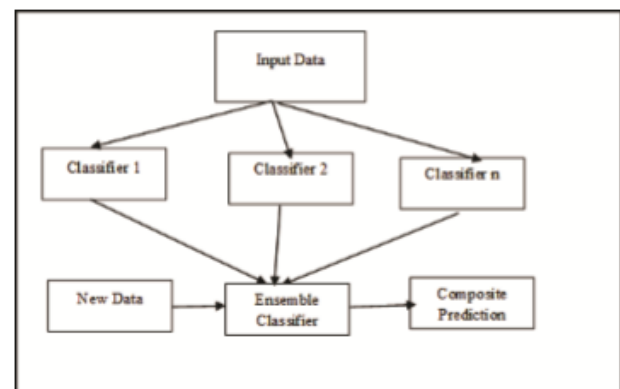 Input Data
Classifier 1
Classifier 2
Classifier n
New Data
Ensemble
Classifier
Composite
Prediction